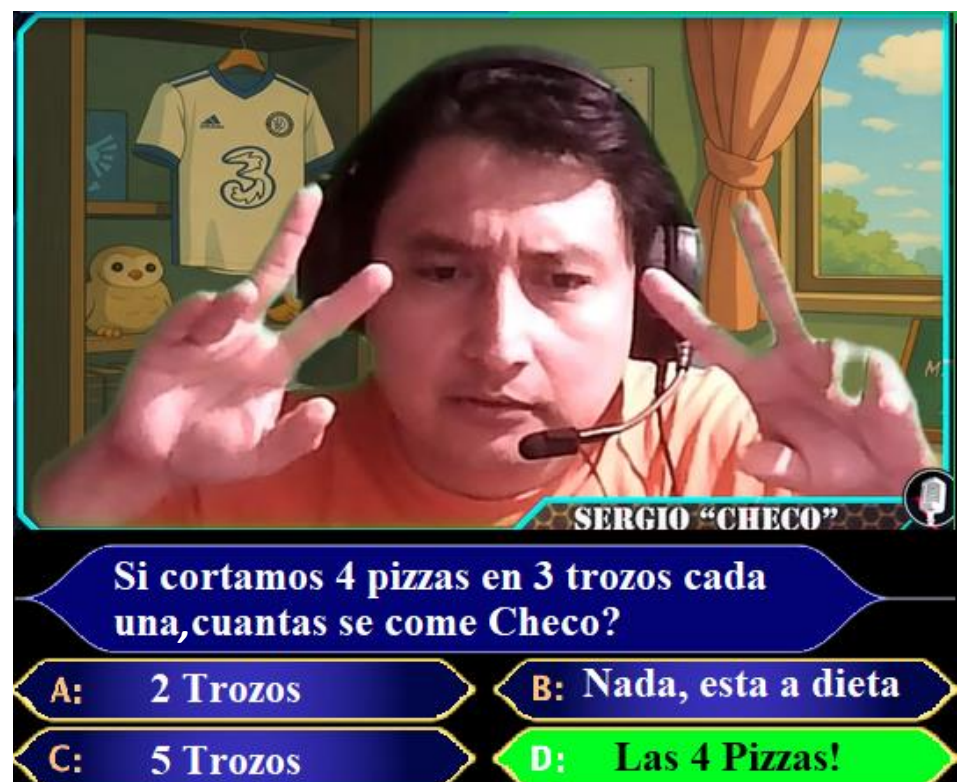 3
SERGIO “CHECO”
Si cortamos 4 pizzas en 3 trozos cada
una,cuantas se come Checo?
A: 2 Trozos
B: Nada, esta a dieta
C: 5 Trozos
D: Las 4 Pizzas!